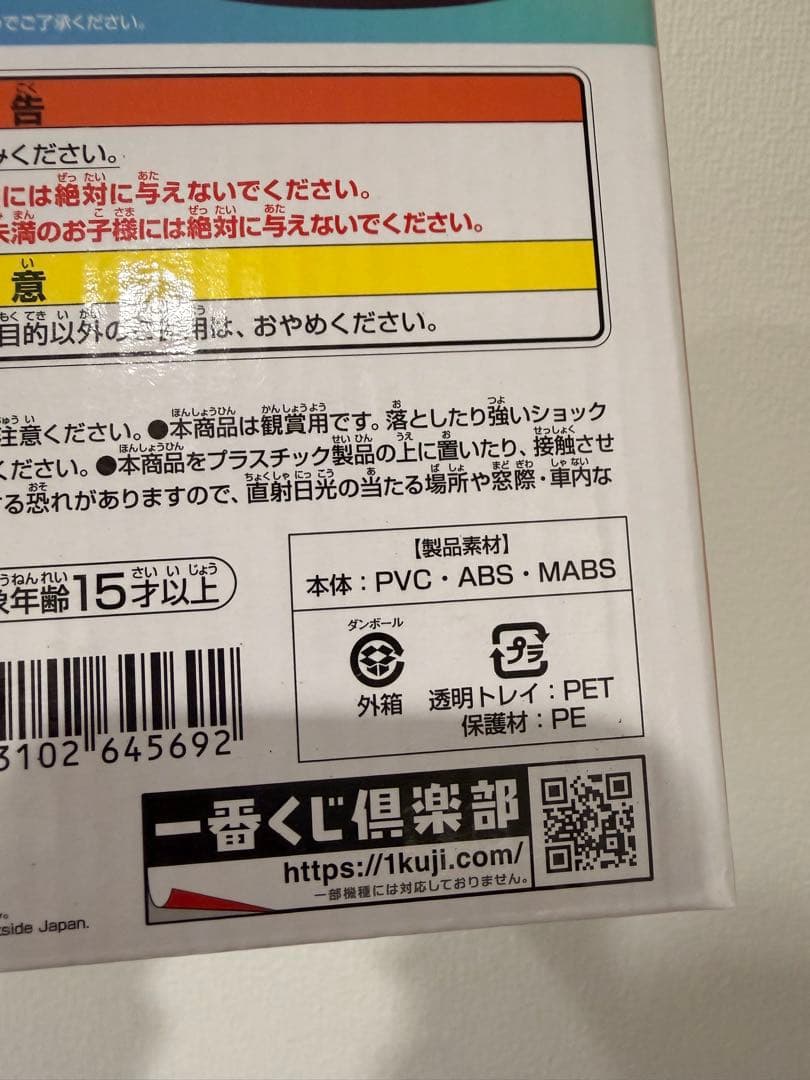 でご了承ください。
告
みください。
には絶対に与えないでください。
未満のお子様には絶対に与えないでください。
意
目的以外のご使用は、おやめください。
注意ください。●本商品は観賞用です。落としたり強いショック
ください。●本商品をプラスチック製品の上に置いたり、接触させ
する恐れがありますので、直射日光の当たる場所や窓際・車内な
象年齢15才以上
【製品素材】
本体：PVC・ABS・MABS
ダンボール
プラ
外箱
透明トレイ：PET
保護材：PE
3102 645692
一番くじ倶楽部
https://1kuji.com/
一部機種には対応しておりません。
tside Japan.